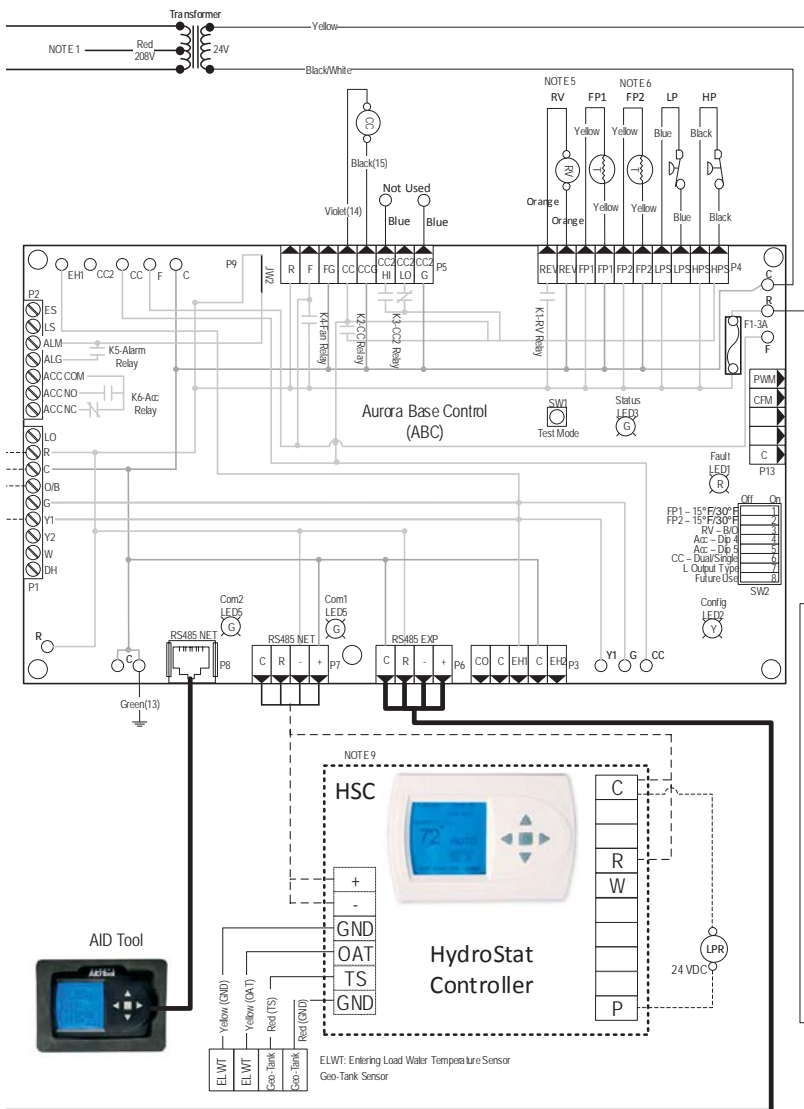 Transformer
Yellow
NOTE 1
Red
208V
24V
Black/White
NOTE 5
NOTE 6
RV
FP1
FP2
LP
HP
Yellow
Yellow
Blue
Black
CC
Black(15)
RV
T
T
Not Used
Violet(14)
Blue
Blue
Orange
Orange
Yellow
Yellow
Blue
Black
EH1
CC2
CC
F
C
P9
JW2
R
F
FG
CC
CCG
CC2 HI
CC2 LO
CC2 G
P5
REV
REV
FP1
FP1
FP2
FP2
LPS
LPS
HPS
HPS
P4
C
R
F1-3A
F
P2
ES
LS
ALM
ALG
ACC COM
ACC NO
ACC NC
K5-Alarm
Relay
K6-Acc
Relay
K4-Fan Relay
K2-CC Relay
K3-CC2 Relay
K1-RV Relay
Aurora Base Control
(ABC)
SW1
Test Mode
Status
LED3
G
PWM
CFM
C
P13
Fault
LED1
R
LO
R
C
O/B
G
Y1
Y2
W
DH
P1
Off
On
FP1 – 15°F/30°F
1
FP2 – 15°F/30°F
2
RV – B/O
3
Acc – Dip 4
4
Acc – Dip 5
5
CC – Dual/Single
6
L Output Type
7
Future Use
8
SW2
Config
LED2
Y
Com2
LED5
G
Com1
LED5
G
R
C
RS485 NET
P8
RS485 NET
C
R
-
+
P7
RS485 EXP
C
R
-
+
P6
CO
C
EH1
C
EH2
P3
Y1
G
CC
Green(13)
NOTE 9
HSC
72°
AUTO
C
R
W
P
+
-
GND
OAT
TS
GND
HydroStat
Controller
LPR
24 VDC
AID Tool
Yellow (GND)
Yellow (OAT)
Red (TS)
Red (GND)
ELWT
ELWT
Geo-Tank
Geo-Tank
ELWT: Entering Load Water Temperature Sensor
Geo-Tank Sensor